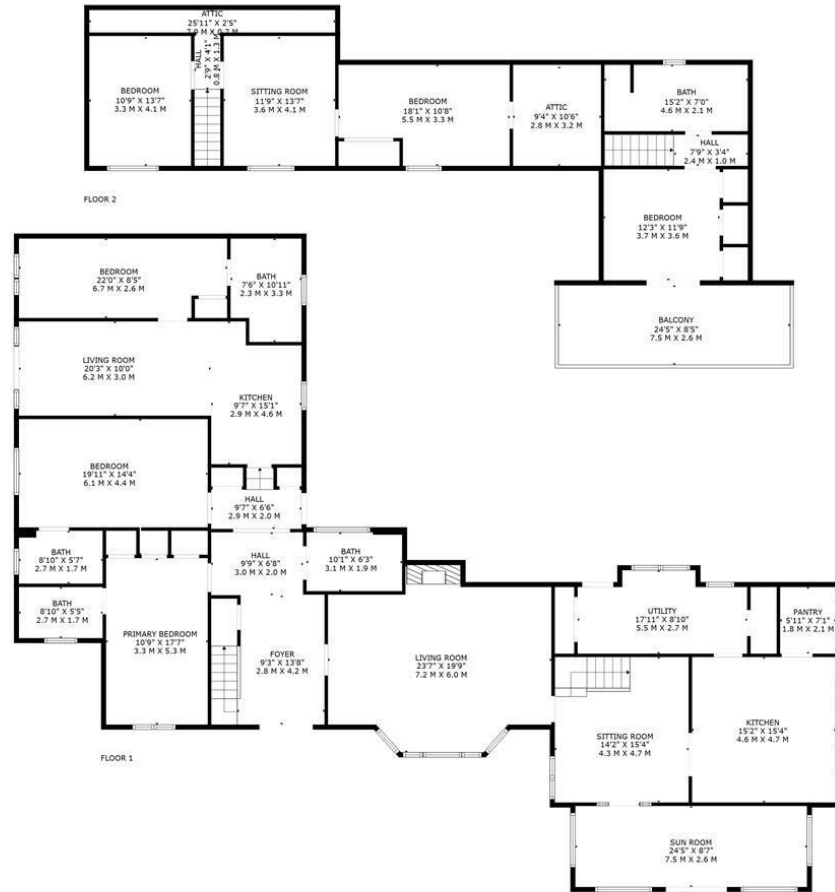 ATTIC
25'11" X 2'5"
7.9 M X 0.7 M
HALL
2'9" X 4'1"
0.8 M X 1.3 M
BEDROOM
10'9" X 13'7"
3.3 M X 4.1 M
SITTING ROOM
11'9" X 13'7"
3.6 M X 4.1 M
BEDROOM
18'1" X 10'8"
5.5 M X 3.3 M
ATTIC
9'4" X 10'6"
2.8 M X 3.2 M
BATH
15'2" X 7'0"
4.6 M X 2.1 M
HALL
7'9" X 3'4"
2.4 M X 1.0 M
BEDROOM
12'3" X 11'9"
3.7 M X 3.6 M
BALCONY
24'5" X 8'5"
7.5 M X 2.6 M
FLOOR 2
BEDROOM
22'0" X 8'5"
6.7 M X 2.6 M
BATH
7'6" X 10'11"
2.3 M X 3.3 M
LIVING ROOM
20'3" X 10'0"
6.2 M X 3.0 M
KITCHEN
9'7" X 15'1"
2.9 M X 4.6 M
BEDROOM
19'11" X 14'4"
6.1 M X 4.4 M
HALL
9'7" X 6'6"
2.9 M X 2.0 M
BATH
8'10" X 5'7"
2.7 M X 1.7 M
HALL
9'9" X 6'8"
3.0 M X 2.0 M
BATH
10'1" X 6'3"
3.1 M X 1.9 M
BATH
8'10" X 5'5"
2.7 M X 1.7 M
PRIMARY BEDROOM
10'9" X 17'7"
3.3 M X 5.3 M
FOYER
9'3" X 13'8"
2.8 M X 4.2 M
LIVING ROOM
23'7" X 19'9"
7.2 M X 6.0 M
UTILITY
17'11" X 8'10"
5.5 M X 2.7 M
PANTRY
5'11" X 7'1"
1.8 M X 2.1 M
SITTING ROOM
14'2" X 15'4"
4.3 M X 4.7 M
KITCHEN
15'2" X 15'4"
4.6 M X 4.7 M
SUN ROOM
24'5" X 8'7"
7.5 M X 2.6 M
FLOOR 1